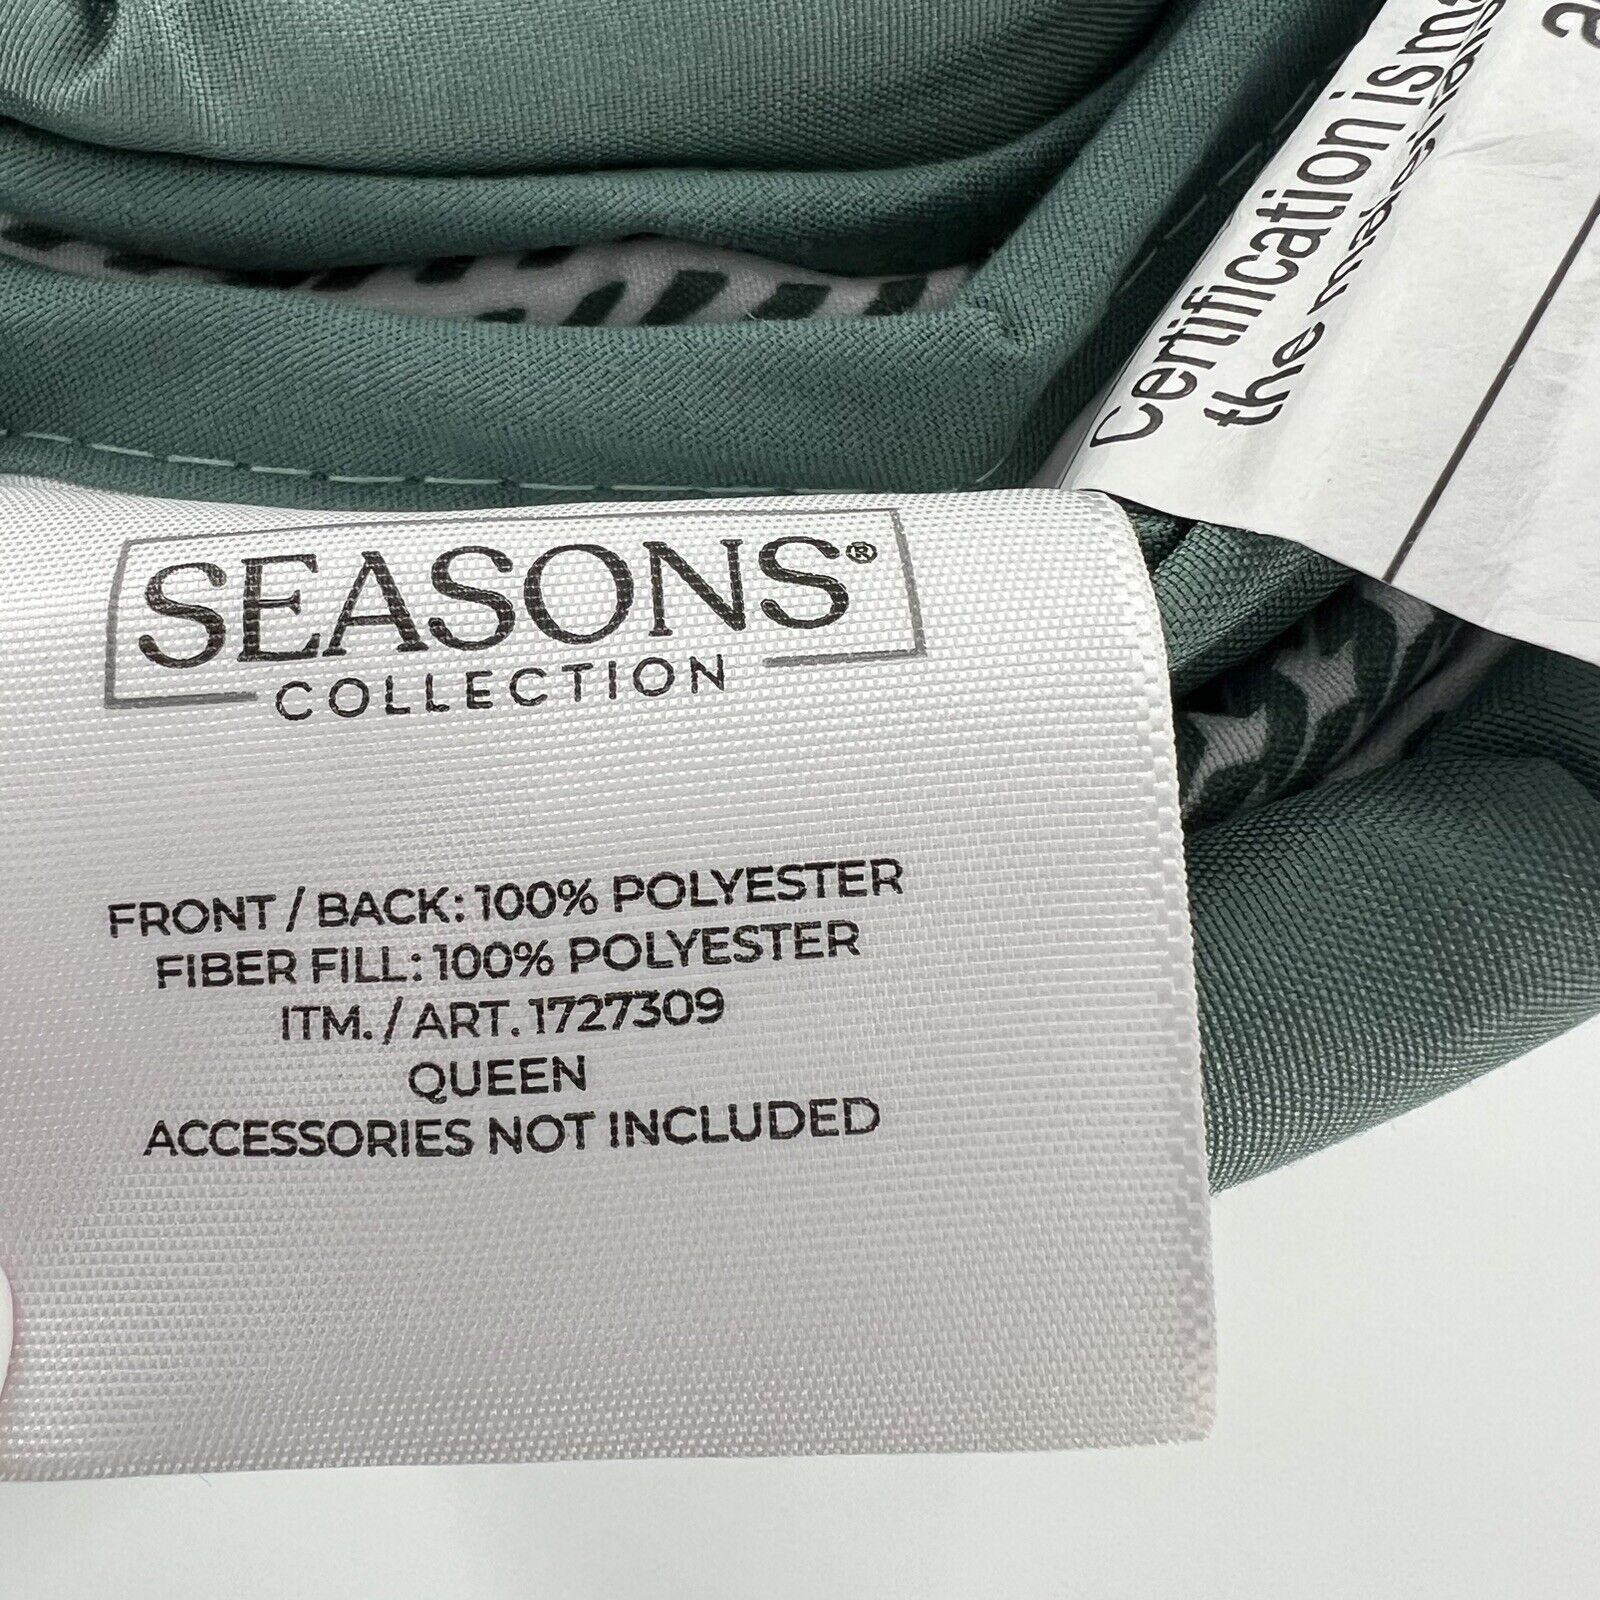 SEASONS®
COLLECTION
FRONT / BACK: 100% POLYESTER
FIBER FILL: 100% POLYESTER
ITM. / ART. 1727309
QUEEN
ACCESSORIES NOT INCLUDED
Certification is
the